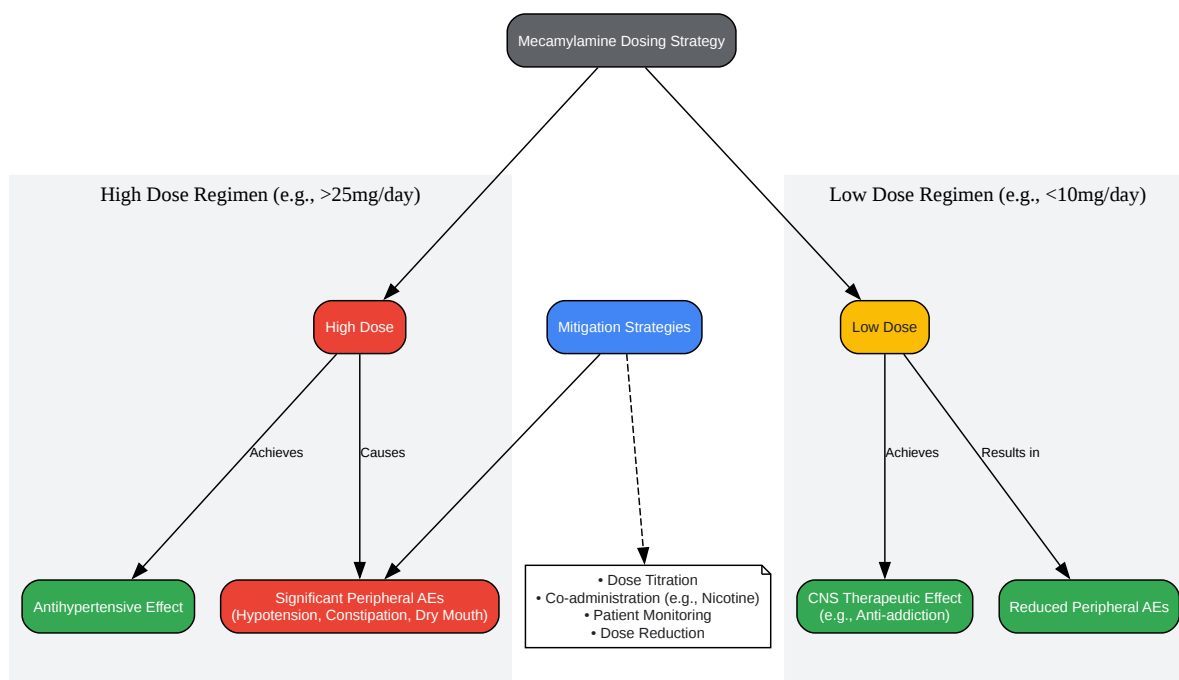 Mecamylamine Dosing Strategy
High Dose Regimen (e.g., >25mg/day)
Low Dose Regimen (e.g., <10mg/day)
High Dose
Mitigation Strategies
Low Dose
Achieves
Causes
Achieves
Results in
Antihypertensive Effect
Significant Peripheral AEs
(Hypotension, Constipation, Dry Mouth)
• Dose Titration
• Co-administration (e.g., Nicotine)
• Patient Monitoring
• Dose Reduction
CNS Therapeutic Effect
(e.g., Anti-addiction)
Reduced Peripheral AEs